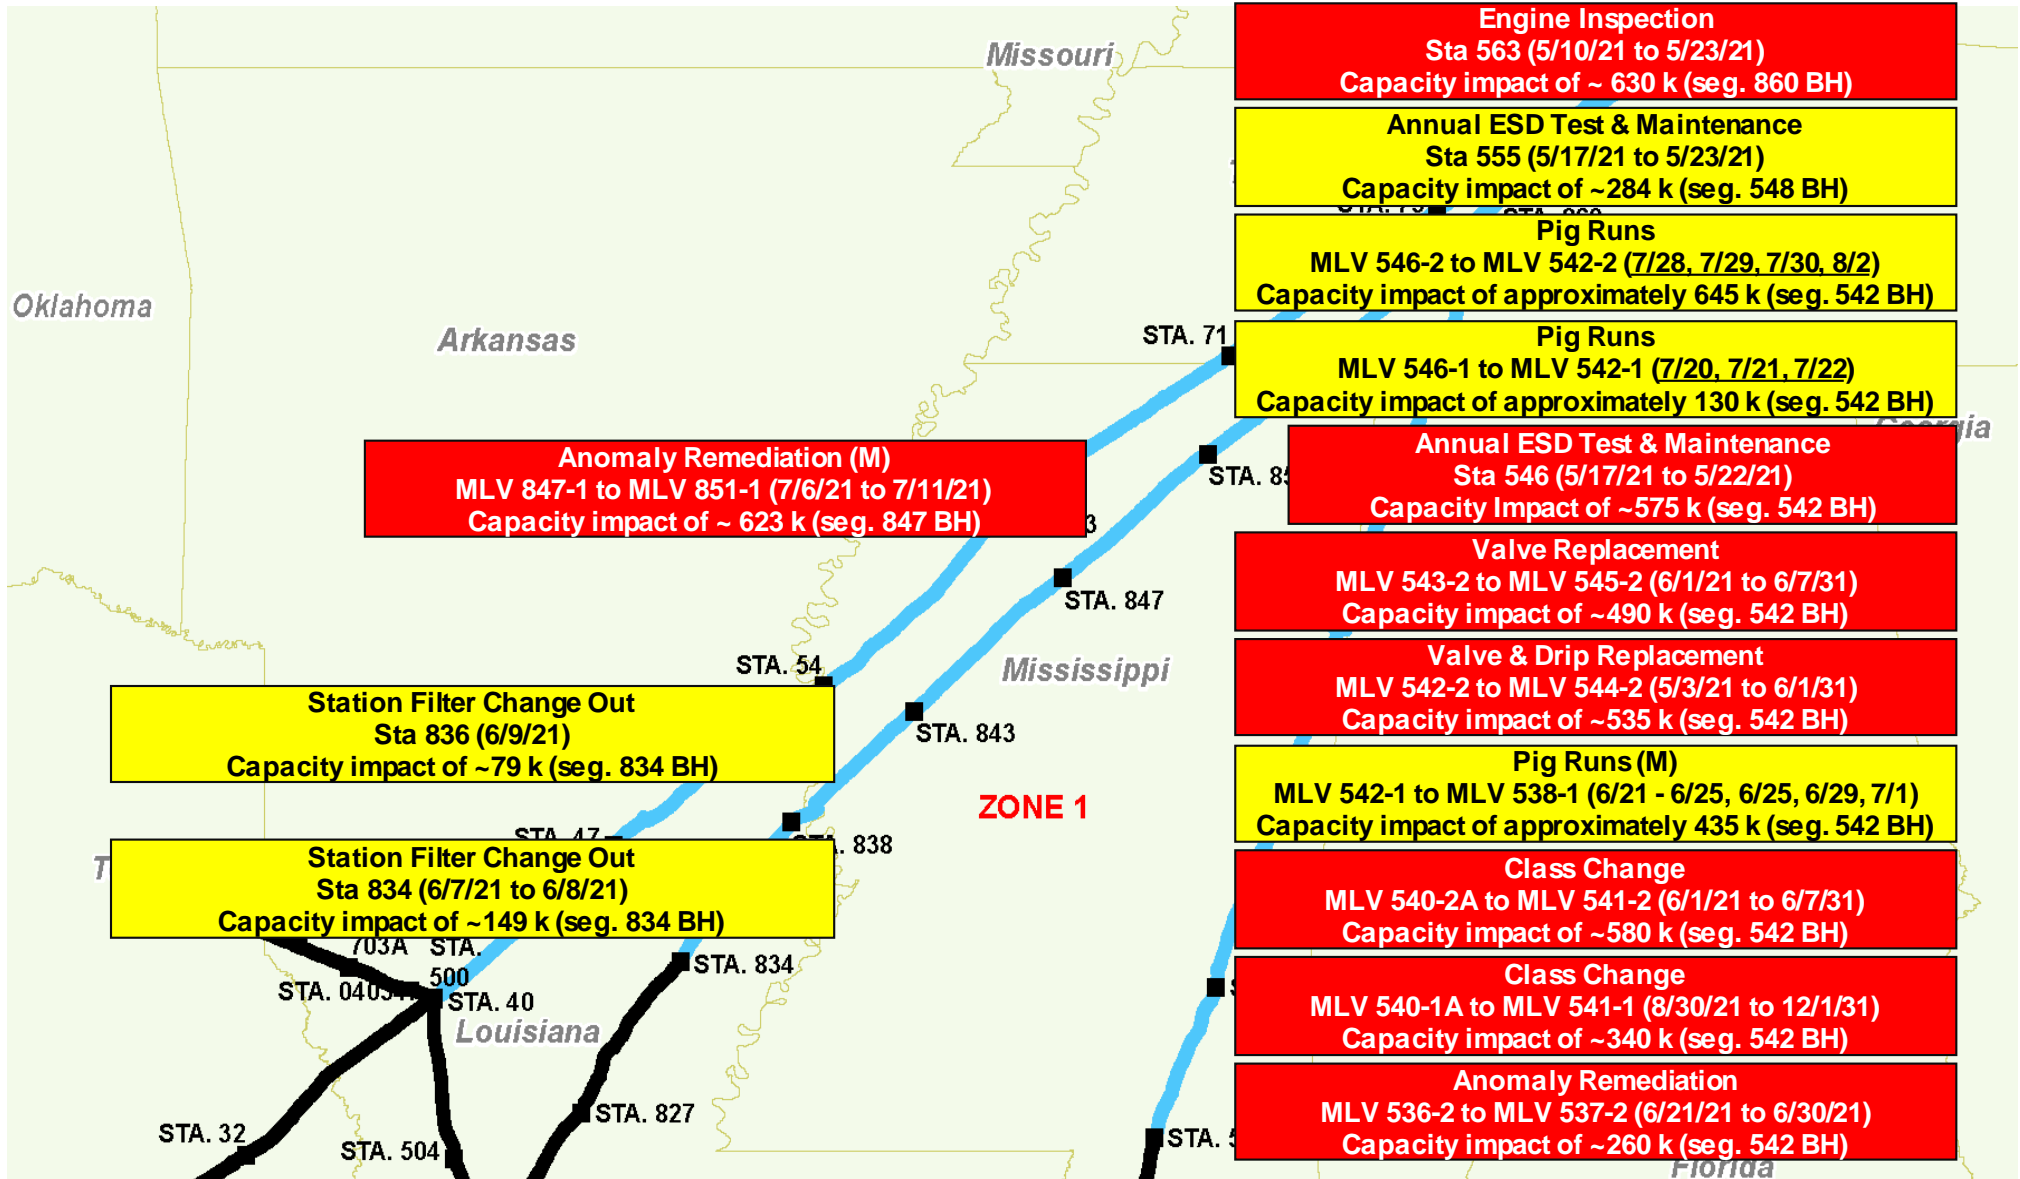 Missouri
Oklahoma
Arkansas
Engine Inspection
Sta 563 (5/10/21 to 5/23/21)
Capacity impact of ~ 630 k (seg. 860 BH)
Annual ESD Test & Maintenance
Sta 555 (5/17/21 to 5/23/21)
Capacity impact of ~284 k (seg. 548 BH)
Pig Runs
MLV 546-2 to MLV 542-2 (7/28, 7/29, 7/30, 8/2)
Capacity impact of approximately 645 k (seg. 542 BH)
STA. 71
Pig Runs
MLV 546-1 to MLV 542-1 (7/20, 7/21, 7/22)
Capacity impact of approximately 130 k (seg. 542 BH)
Georgia
Anomaly Remediation (M)
MLV 847-1 to MLV 851-1 (7/6/21 to 7/11/21)
Capacity impact of ~ 623 k (seg. 847 BH)
3
STA. 85
Annual ESD Test & Maintenance
Sta 546 (5/17/21 to 5/22/21)
Capacity Impact of ~575 k (seg. 542 BH)
STA. 847
Valve Replacement
MLV 543-2 to MLV 545-2 (6/1/21 to 6/7/31)
Capacity impact of ~490 k (seg. 542 BH)
STA. 54
Mississippi
Valve & Drip Replacement
MLV 542-2 to MLV 544-2 (5/3/21 to 6/1/31)
Capacity impact of ~535 k (seg. 542 BH)
Station Filter Change Out
Sta 836 (6/9/21)
Capacity impact of ~79 k (seg. 834 BH)
STA. 843
ZONE 1
Pig Runs (M)
MLV 542-1 to MLV 538-1 (6/21 - 6/25, 6/25, 6/29, 7/1)
Capacity impact of approximately 435 k (seg. 542 BH)
STA. 47
STA. 838
T
Station Filter Change Out
Sta 834 (6/7/21 to 6/8/21)
Capacity impact of ~149 k (seg. 834 BH)
Class Change
MLV 540-2A to MLV 541-2 (6/1/21 to 6/7/31)
Capacity impact of ~580 k (seg. 542 BH)
703A
STA.
500
STA. 40
STA. 834
Louisiana
Class Change
MLV 540-1A to MLV 541-1 (8/30/21 to 12/1/31)
Capacity impact of ~340 k (seg. 542 BH)
STA. 32
STA. 504
STA. 827
STA. 5
Anomaly Remediation
MLV 536-2 to MLV 537-2 (6/21/21 to 6/30/21)
Capacity impact of ~260 k (seg. 542 BH)
Florida